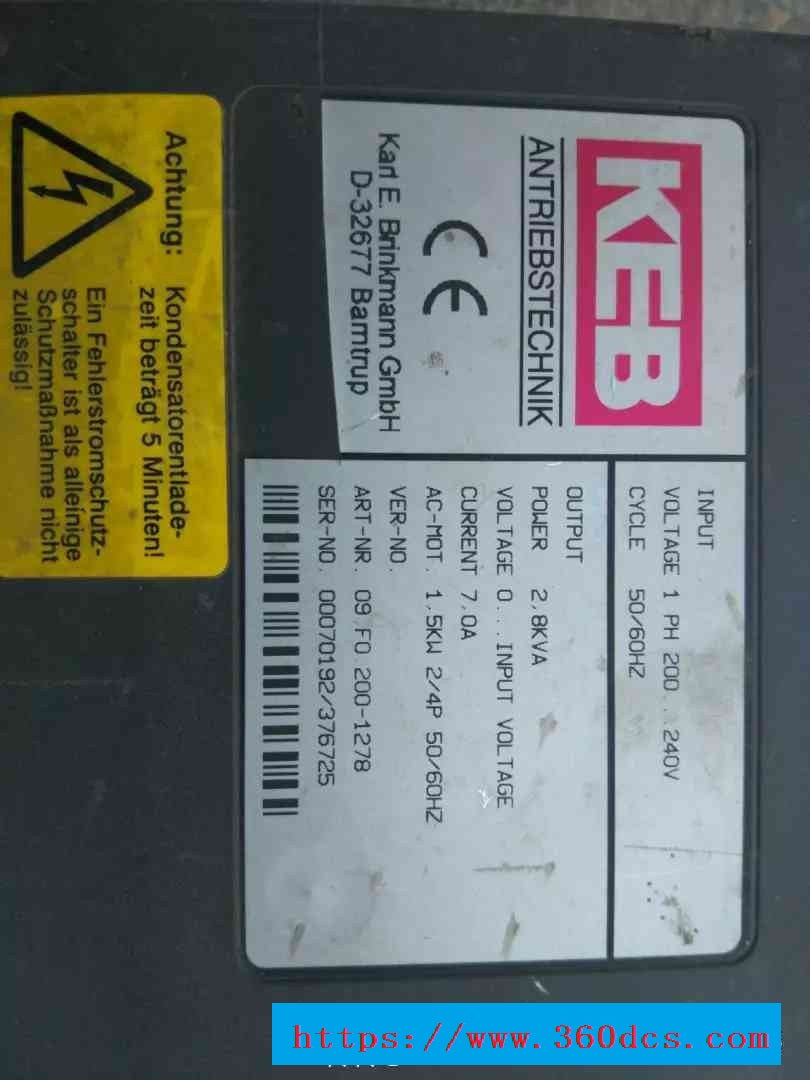 KEB
ANTRIEBSTECHNIK
Karl E. Brinkmann GmbH
D-32677 Barntrup
INPUT
VOLTAGE 1 PH 200...240V
CYCLE 50/60HZ
OUTPUT
POWER 2,8KVA
VOLTAGE 0...INPUT VOLTAGE
CURRENT 7,0A
AC-MOT. 1,5KW 2/4P 50/60HZ
VER-NO.
ART-NR. 09.F0.200-1278
SER-NO. 00070192/376725
Achtung: Kondensatorentlade-
zeit beträgt 5 Minuten!
Ein Fehlerstromschutz-
schalter ist als alleinige
Schutzmaßnahme nicht
zulässig!
https://www.360dcs.com